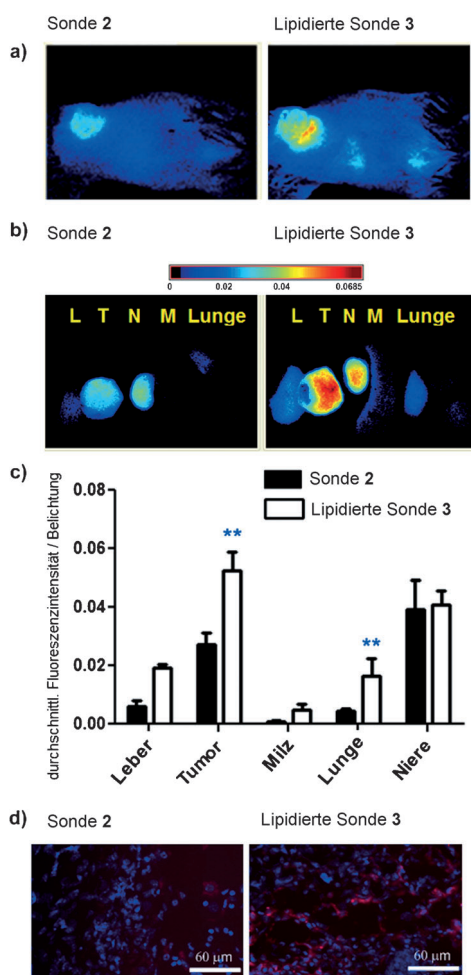 Sonde 2 Lipidierte Sonde 3
a)
b)
Sonde 2 Lipidierte Sonde 3
0 0.02 0.04 0.0685
L T N M Lunge L T N M Lunge
c)
Sonde 2
Lipidierte Sonde 3
durchschnittl. Fluoreszenzintensität / Belichtung
0.08
0.06
0.04
0.02
0.00
**
**
Leber Tumor Milz Lunge Niere
d)
Sonde 2 Lipidierte Sonde 3
60 μm 60 μm